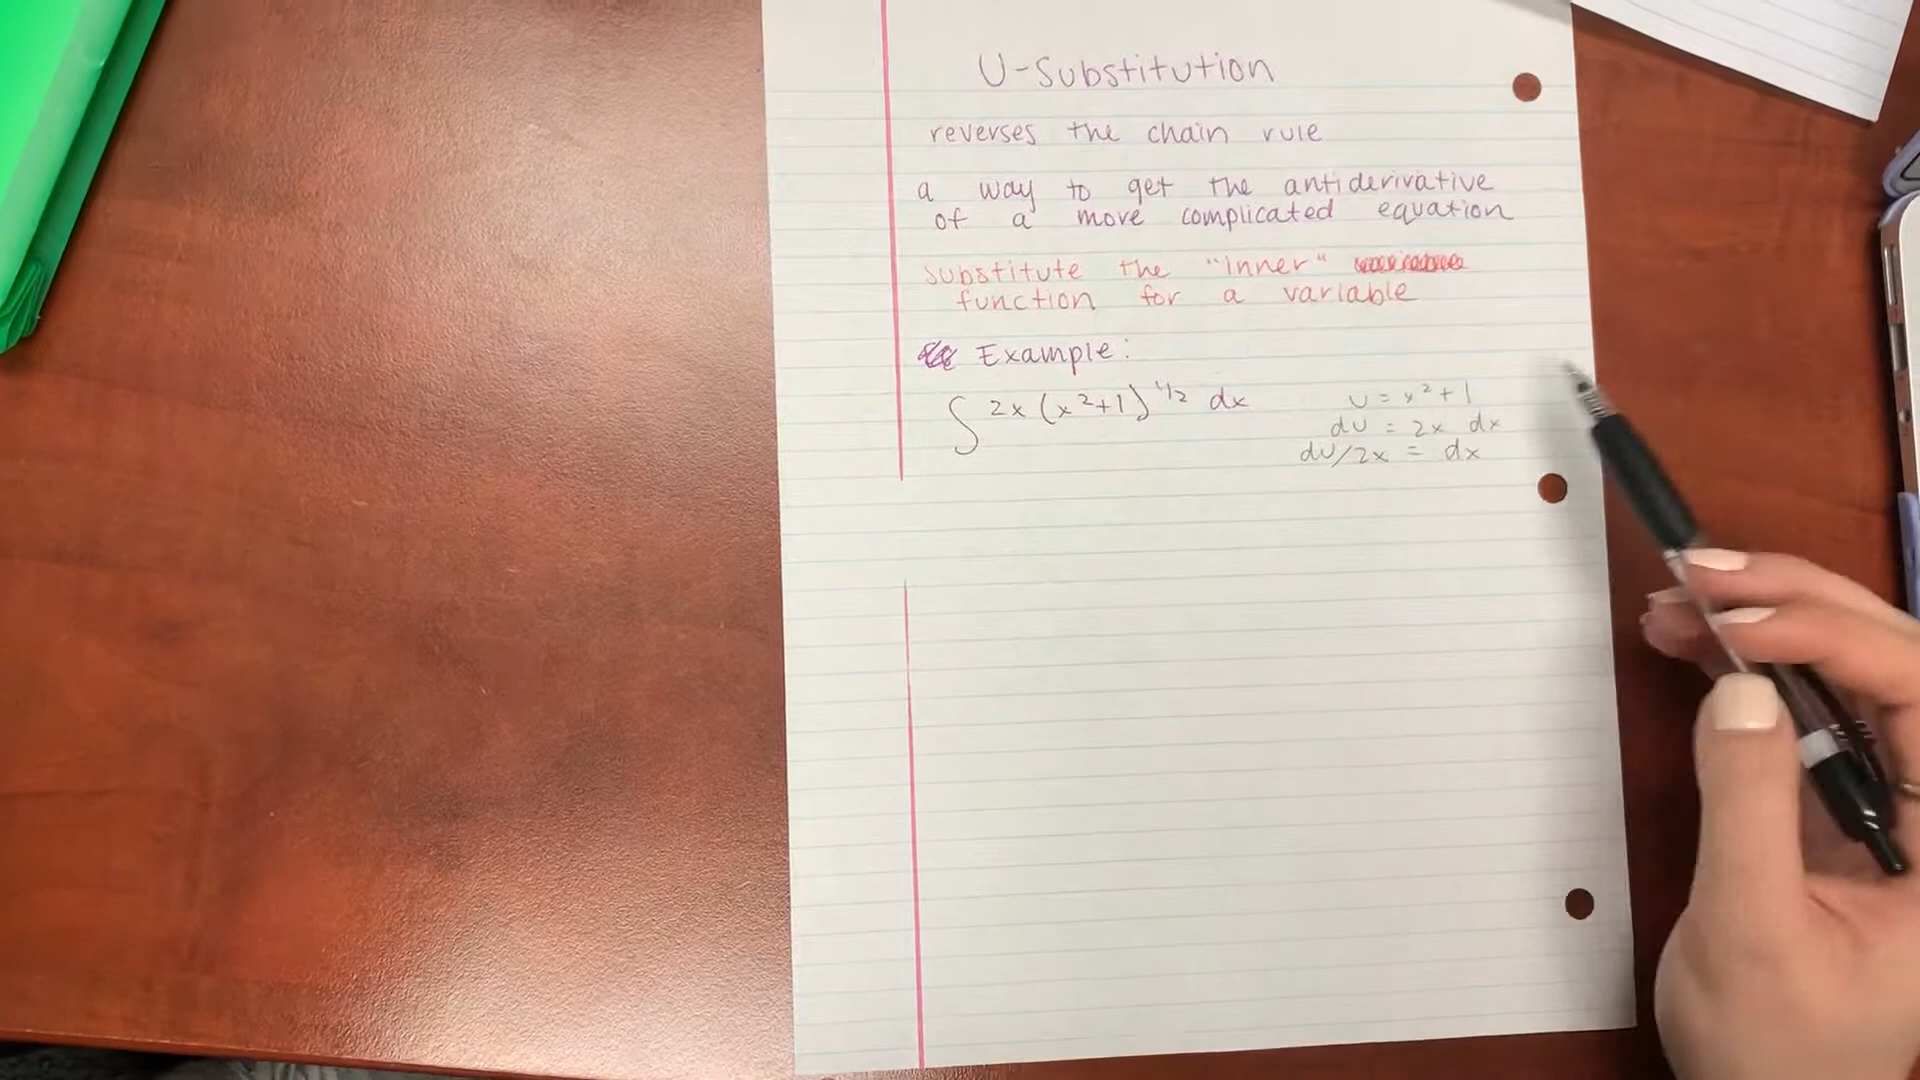 U-Substitution
reverses the chain rule
a way to get the antiderivative
of a more complicated equation
substitute the "inner"
function for a variable
Example:
∫ 2x (x²+1)^1/2 dx
u = x² + 1
du = 2x dx
du/2x = dx